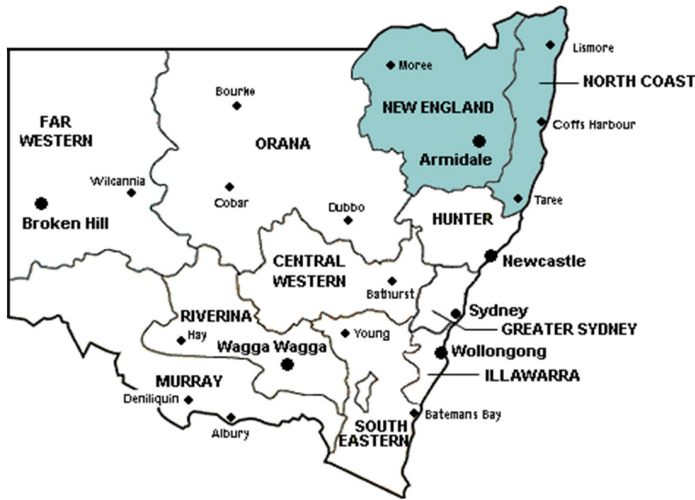 Lismore
Moree
NORTH COAST
Bourke
NEW ENGLAND
FAR
WESTERN
Coffs Harbour
ORANA
Armidale
Wilcannia
Cobar
Taree
Dubbo
HUNTER
Broken Hill
Newcastle
CENTRAL
WESTERN
Bathurst
RIVERINA
Sydney
GREATER SYDNEY
Hay
Young
Wagga Wagga
Wollongong
ILLAWARRA
MURRAY
Deniliquin
Batemans Bay
SOUTH
EASTERN
Albury